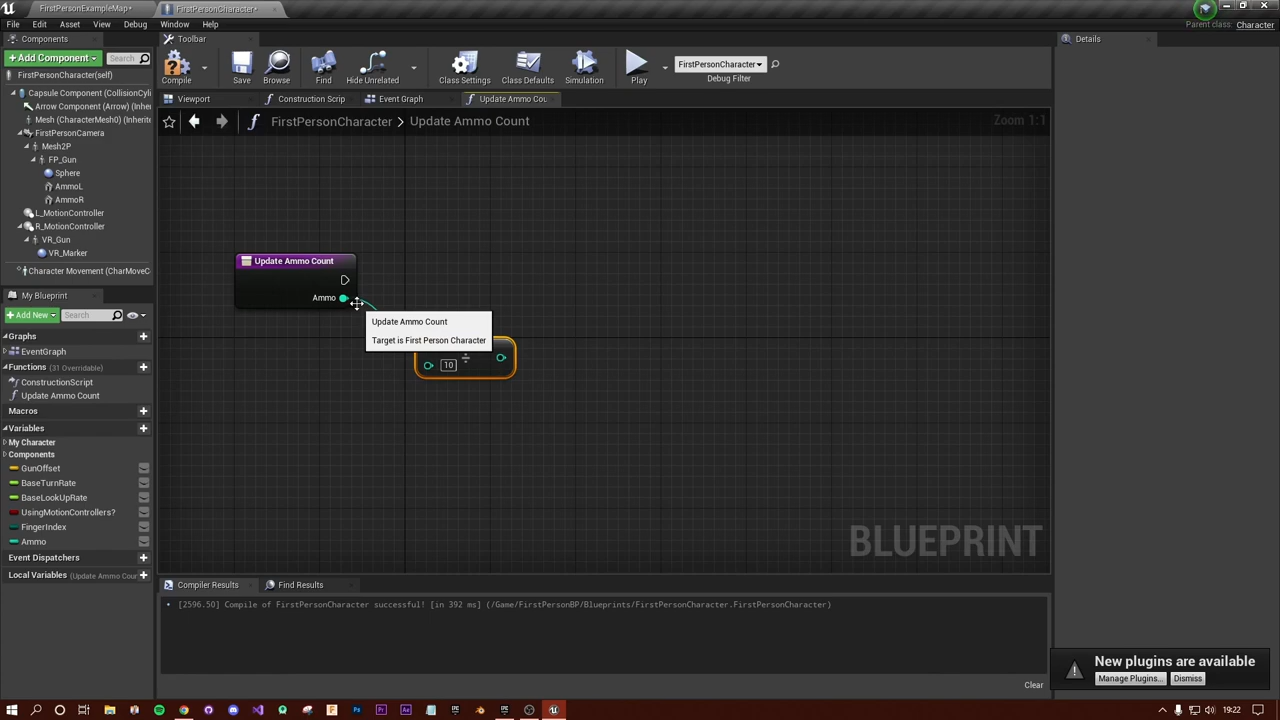 FirstPersonExampleMap*
FirstPersonCharacter*
File Edit Asset View Debug Window Help
Parent class: Character
Components
Toolbar
Details
Add Component
Search
FirstPersonCharacter(self)
Compile
Save
Browse
Find
Hide Unrelated
Class Settings
Class Defaults
Simulation
Play
FirstPersonCharacter
Debug Filter
Capsule Component (CollisionCyli
Arrow Component (Arrow) (Inherit
Mesh (CharacterMesh0) (Inherite
FirstPersonCamera
Mesh2P
FP_Gun
Sphere
AmmoL
AmmoR
L_MotionController
R_MotionController
VR_Gun
VR_Marker
Character Movement (CharMoveC
Viewport
Construction Scrip
Event Graph
Update Ammo Cou
FirstPersonCharacter > Update Ammo Count
Zoom 1:1
Update Ammo Count
Ammo
Update Ammo Count
Target is First Person Character
10
÷
BLUEPRINT
My Blueprint
Add New
Search
Graphs
EventGraph
Functions (31 Overridable)
ConstructionScript
Update Ammo Count
Macros
Variables
My Character
Components
GunOffset
BaseTurnRate
BaseLookUpRate
UsingMotionControllers?
FingerIndex
Ammo
Event Dispatchers
Local Variables (Update Ammo Coun
Compiler Results
Find Results
[2596.50] Compile of FirstPersonCharacter successful! [in 392 ms] (/Game/FirstPersonBP/Blueprints/FirstPersonCharacter.FirstPersonCharacter)
Clear
New plugins are available
Manage Plugins...
Dismiss
19:22